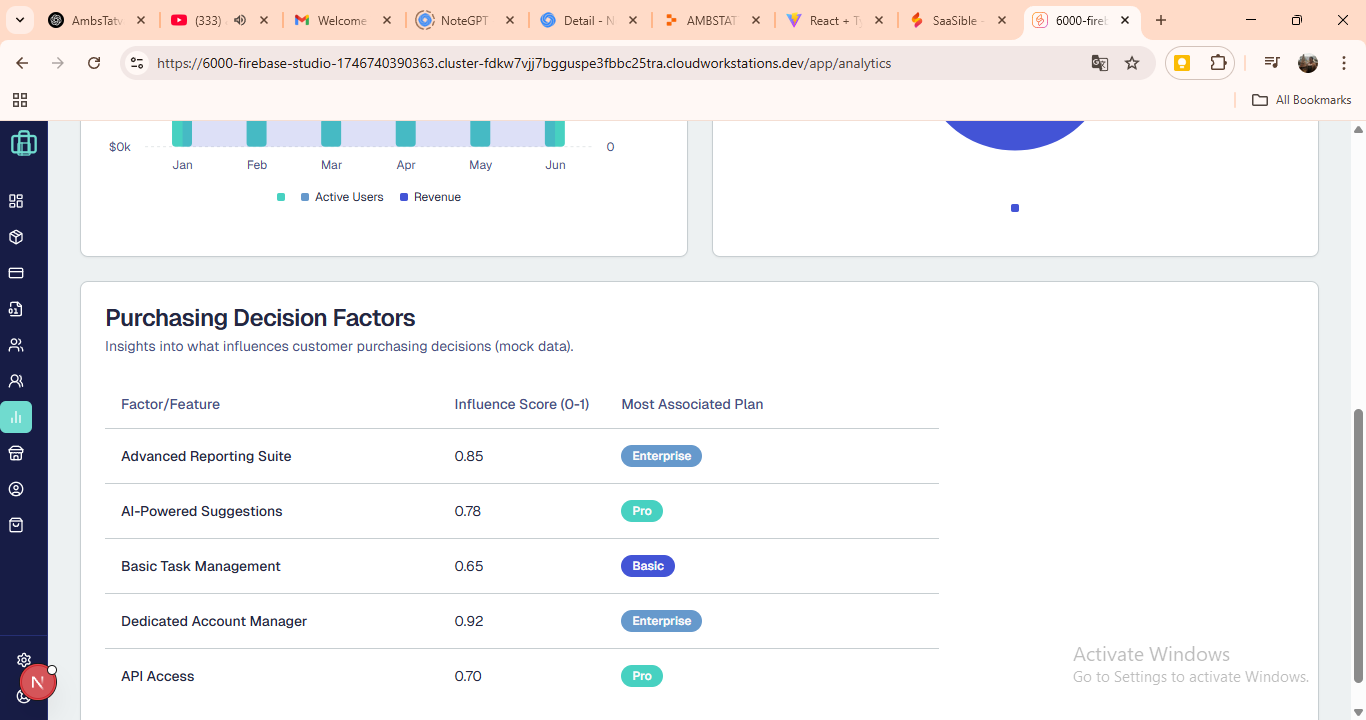 AmbsTatv
(333)
Welcome
NoteGPT -
Detail - N
AMBSTAT
React + Ty
SaaSible -
6000-fireb
https://6000-firebase-studio-1746740390363.cluster-fdkw7vjj7bgguspe3fbbc25tra.cloudworkstations.dev/app/analytics
All Bookmarks
$0k
0
Jan Feb Mar Apr May Jun
Active Users Revenue
Purchasing Decision Factors
Insights into what influences customer purchasing decisions (mock data).
Factor/Feature Influence Score (0-1) Most Associated Plan
Advanced Reporting Suite 0.85 Enterprise
AI-Powered Suggestions 0.78 Pro
Basic Task Management 0.65 Basic
Dedicated Account Manager 0.92 Enterprise
API Access 0.70 Pro
N
Activate Windows
Go to Settings to activate Windows.